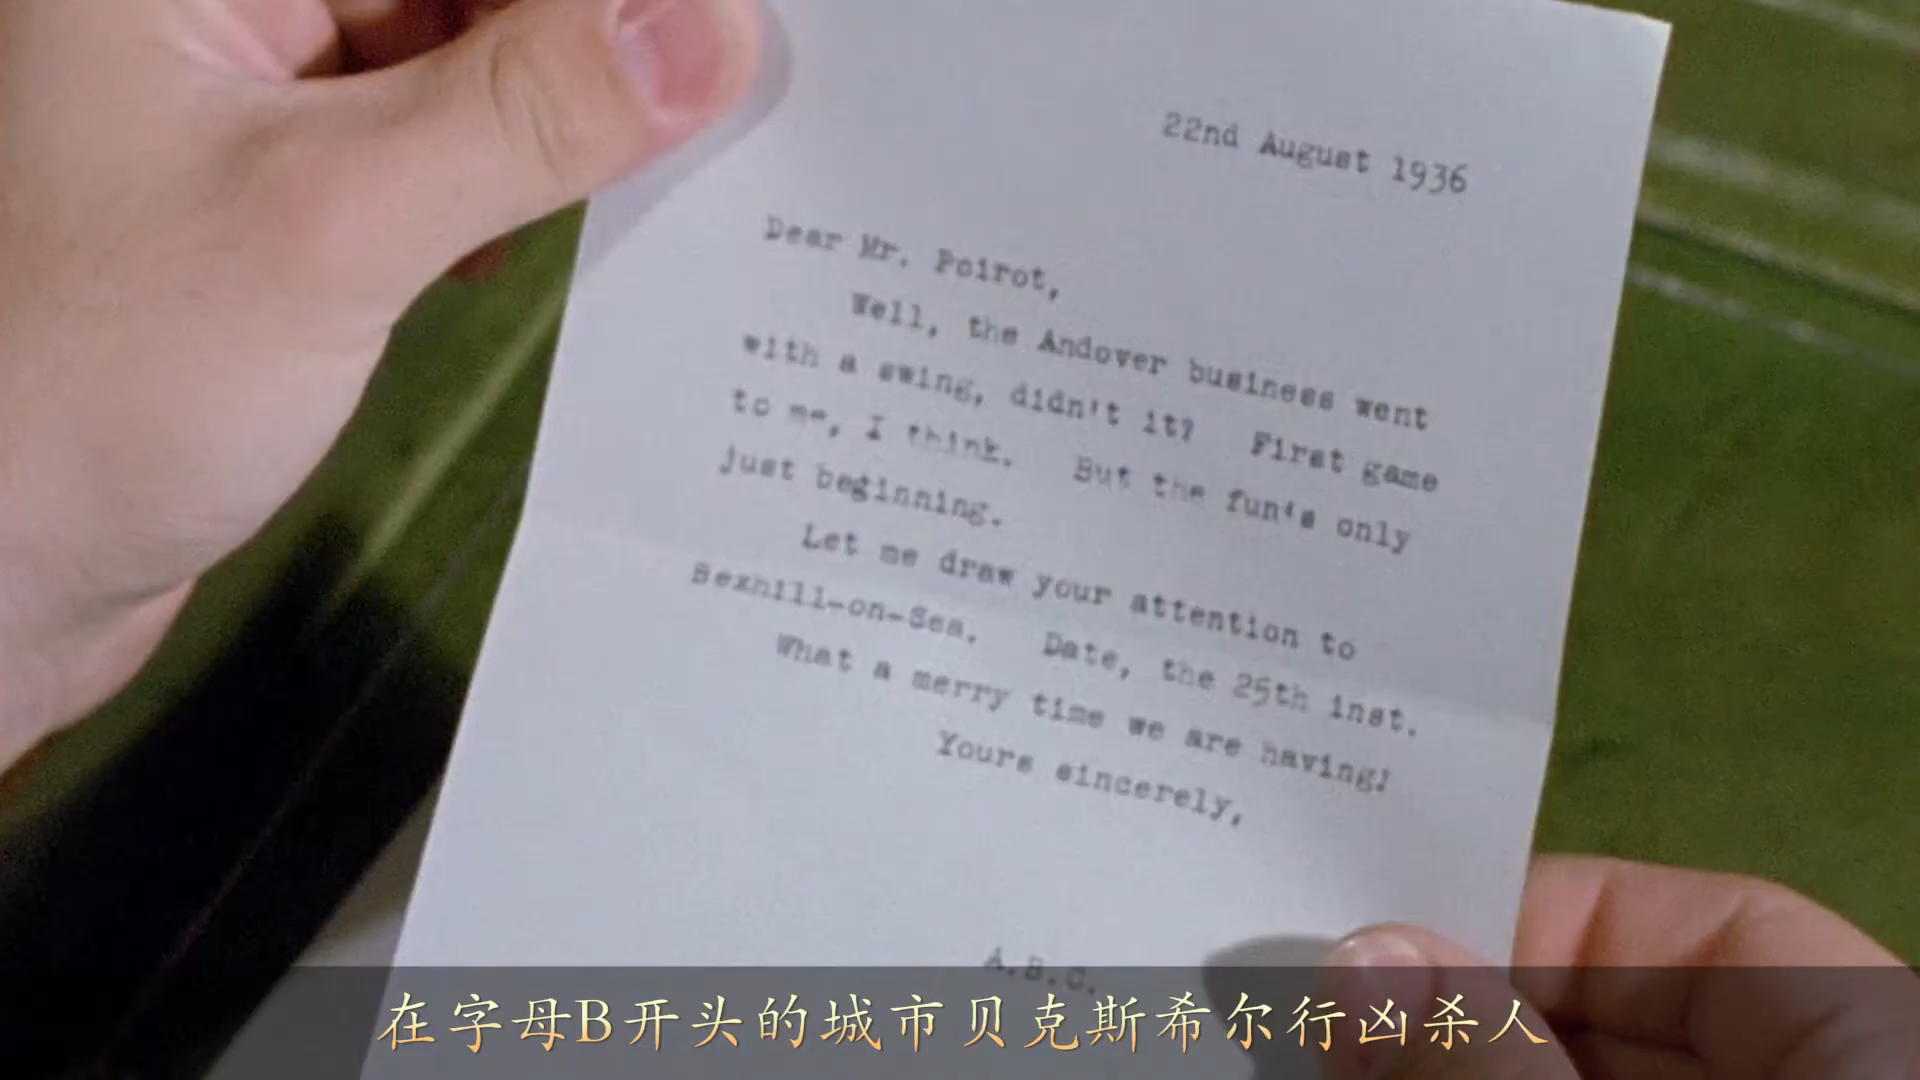 22nd August 1936
Dear Mr. Poirot,
Well, the Andover business went
with a swing, didn't it? First game
to me, I think. But the fun's only
just beginning.
Let me draw your attention to
Bexhill-on-Sea. Date, the 25th inst.
What a merry time we are having!
Yours sincerely,
A.B.C.
在字母B开头的城市贝克斯希尔行凶杀人